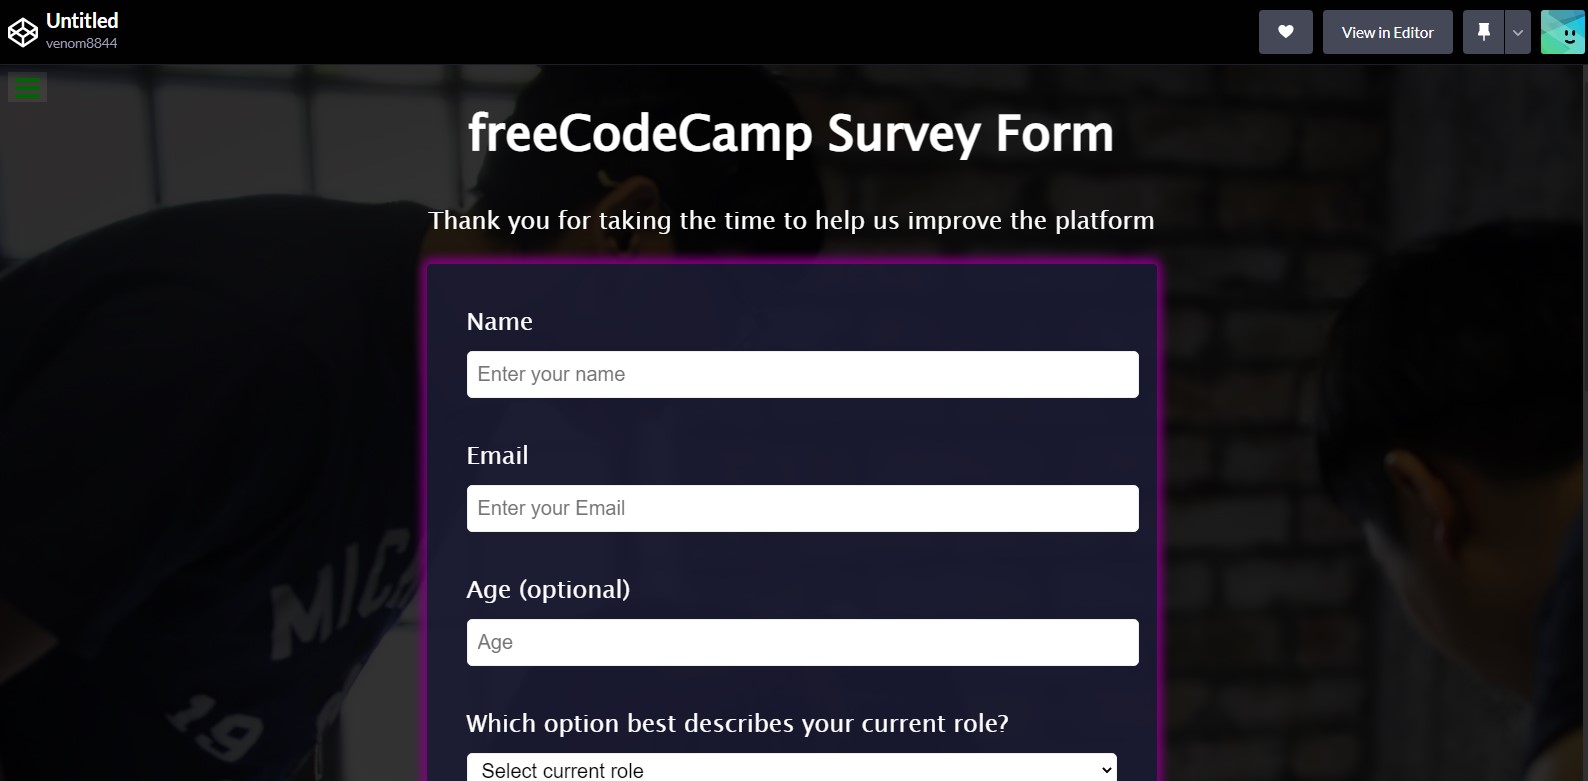 Untitled
venom8844
View in Editor
freeCodeCamp Survey Form
Thank you for taking the time to help us improve the platform
Name
Enter your name
Email
Enter your Email
Age (optional)
Age
Which option best describes your current role?
Select current role
19